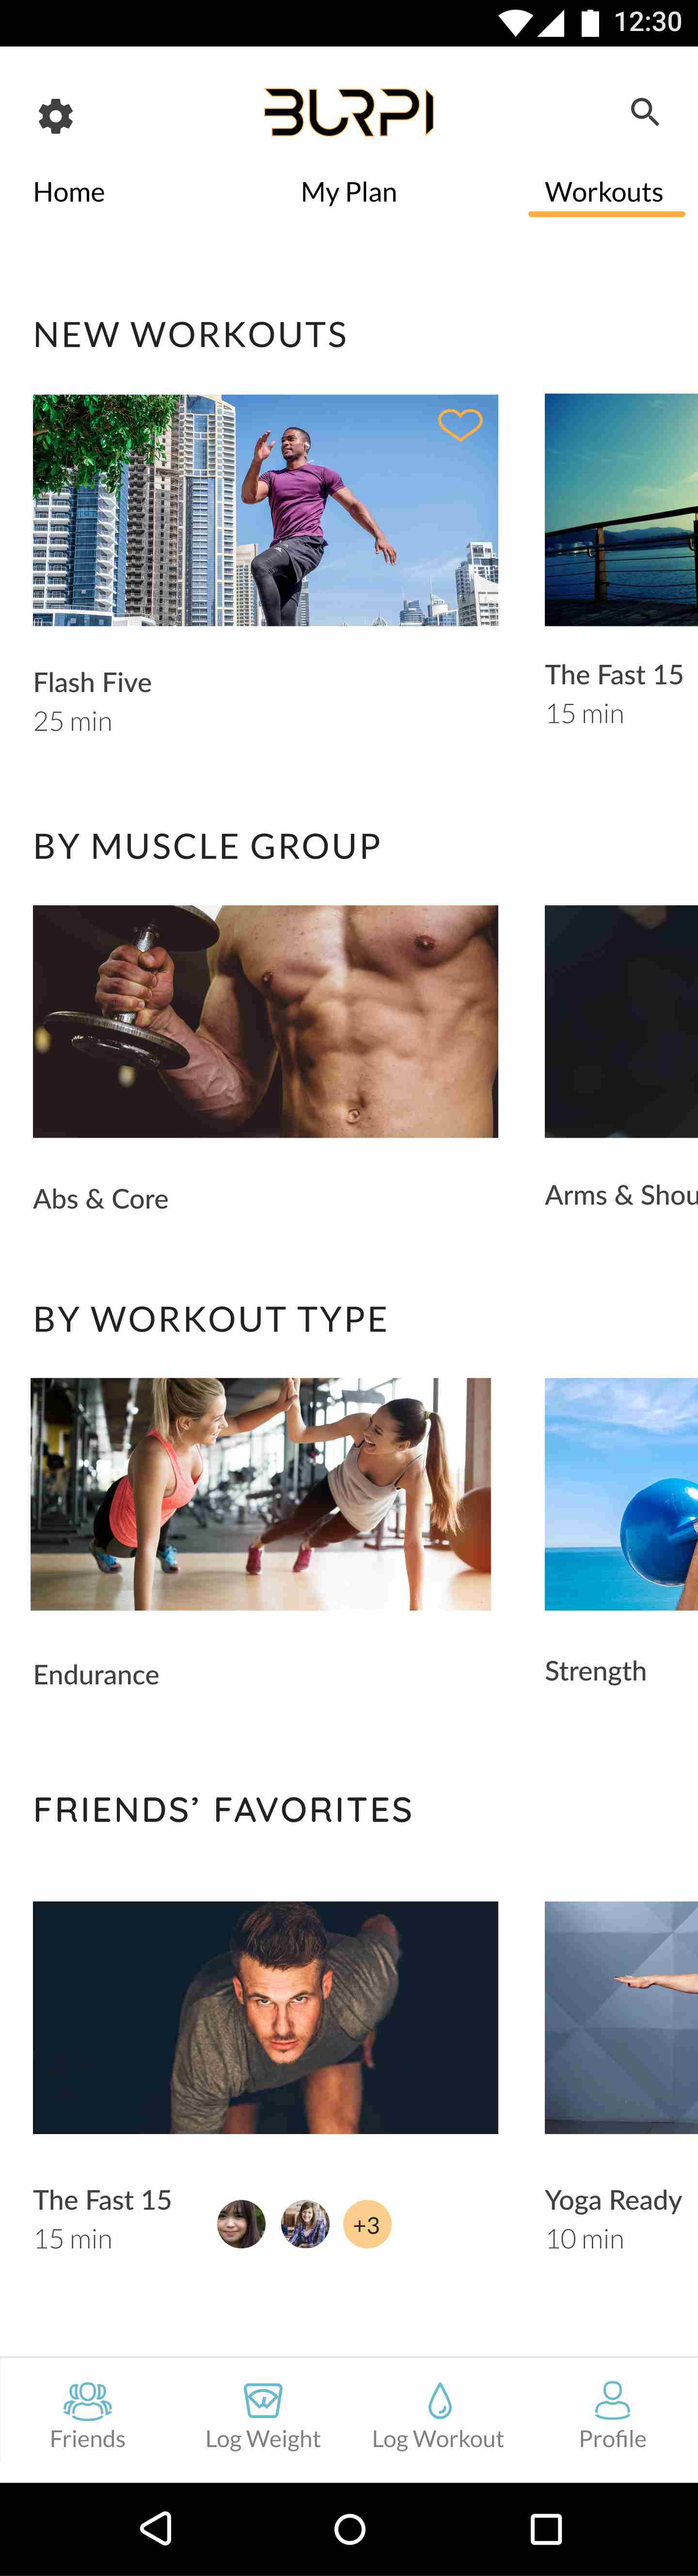 12:30
BURPI
Home My Plan Workouts
NEW WORKOUTS
Flash Five
25 min
The Fast 15
15 min
BY MUSCLE GROUP
Abs & Core
Arms & Shou
BY WORKOUT TYPE
Endurance
Strength
FRIENDS’ FAVORITES
The Fast 15
15 min
+3
Yoga Ready
10 min
Friends Log Weight Log Workout Profile